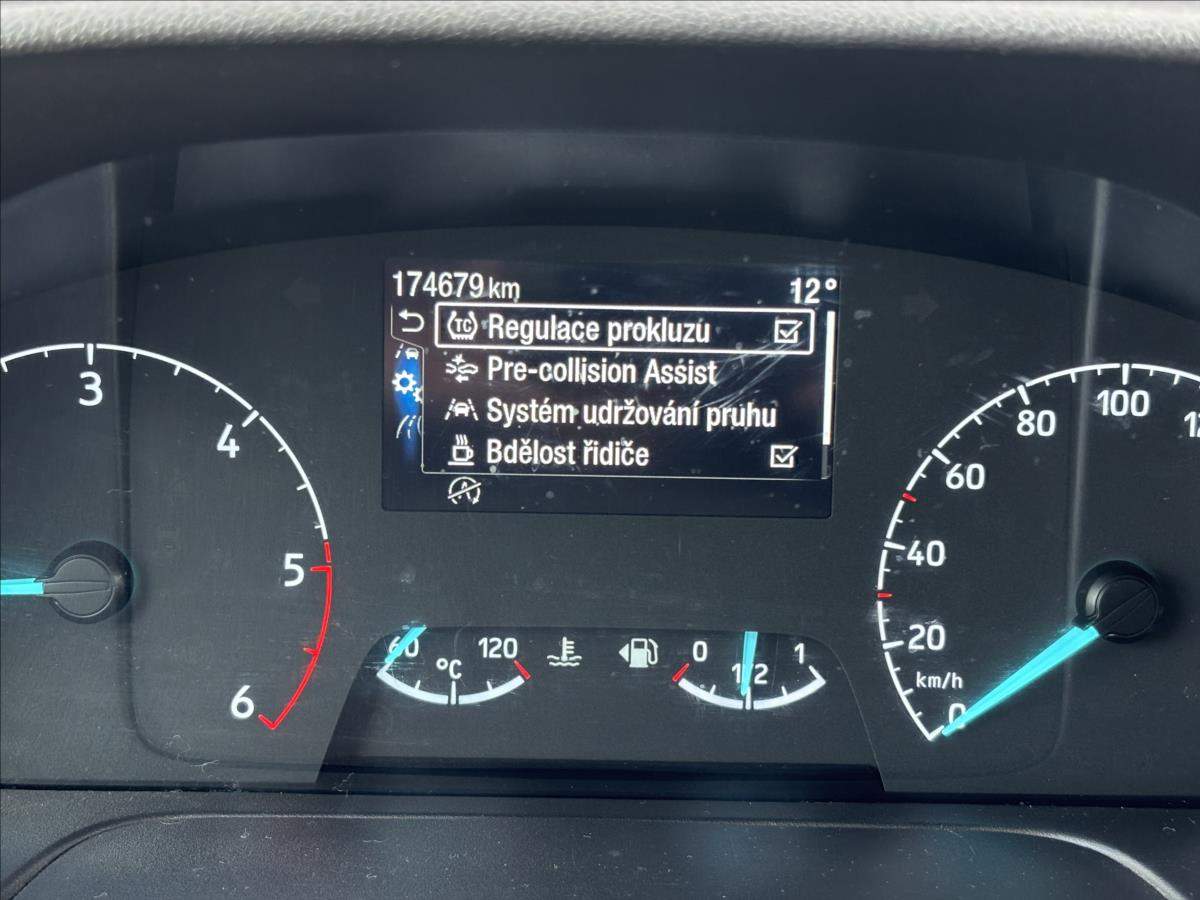 174679 km 12°
TC Regulace prokluzu
Pre-collision Assist
Systém udržování pruhu
Bdělost řidiče
A
3
4
5
6
60 °C 120
0 1/2 1
100
80
60
40
20
km/h
0